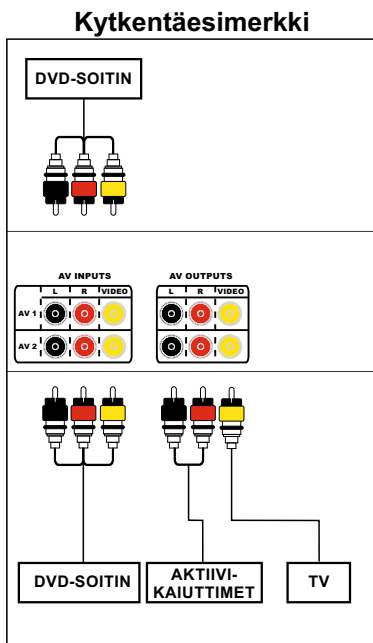 Kytkentäesimerkki
DVD-SOITIN
AV INPUTS
L R VIDEO
AV 1
AV 2
AV OUTPUTS
L R VIDEO
DVD-SOITIN
AKTIIVI-
KAIUTTIMET
TV